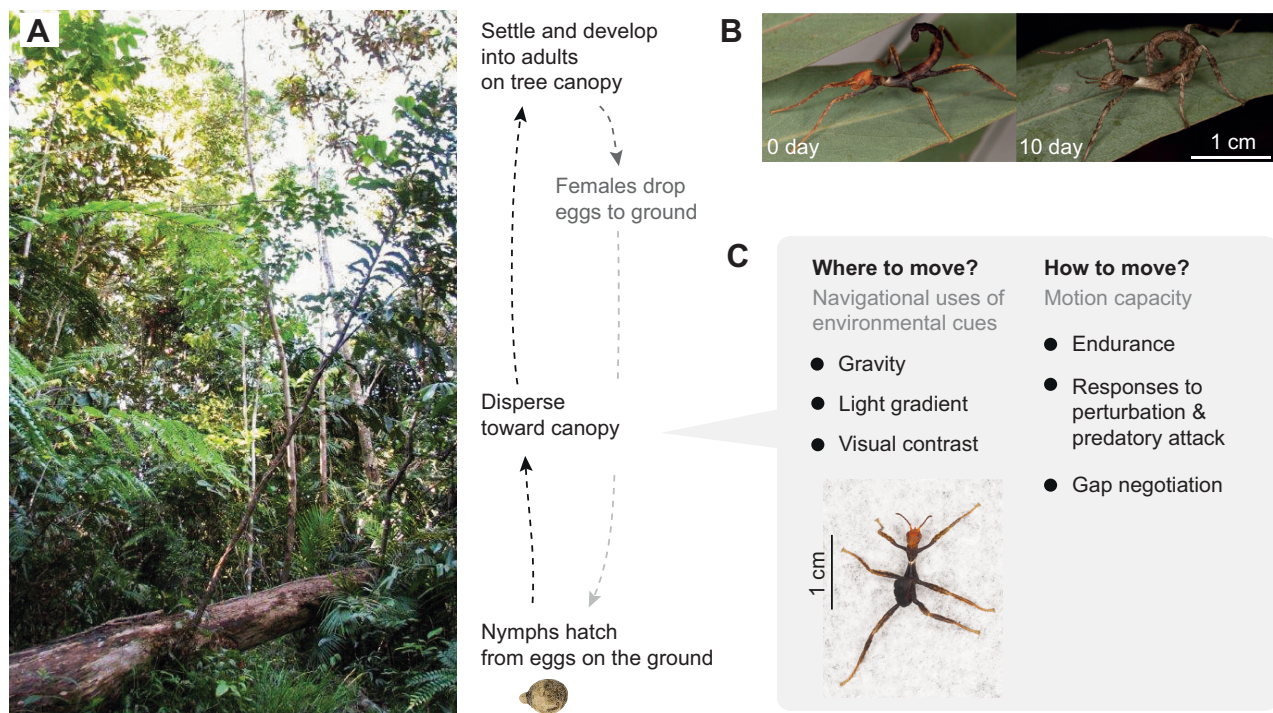 A
Settle and develop
into adults
on tree canopy
Females drop
eggs to ground
Disperse
toward canopy
Nymphs hatch
from eggs on the ground
B
0 day
10 day
1 cm
C
Where to move?
Navigational uses of
environmental cues
● Gravity
● Light gradient
● Visual contrast
1 cm
How to move?
Motion capacity
● Endurance
● Responses to
perturbation &
predatory attack
● Gap negotiation